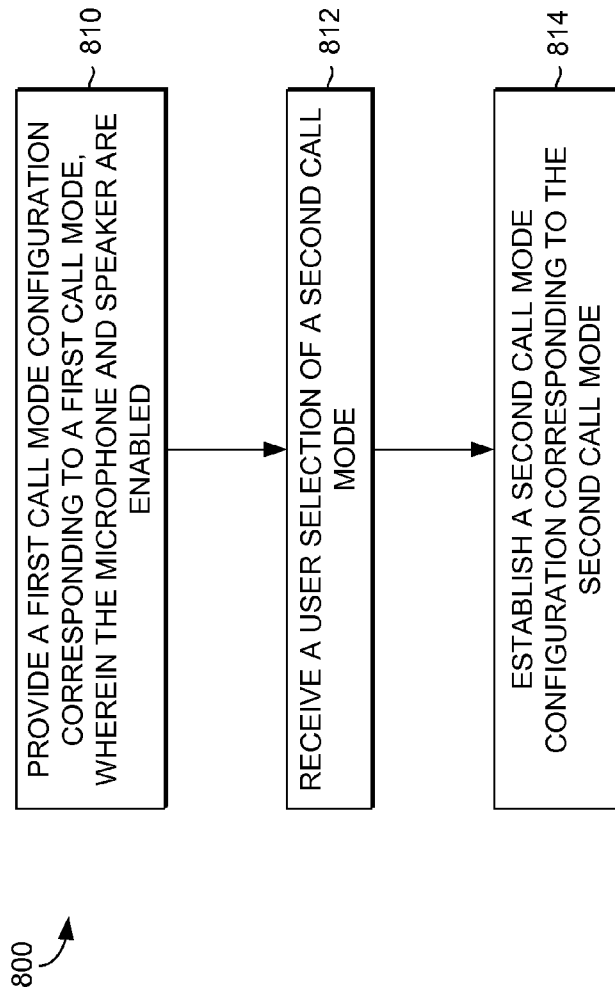 800
PROVIDE A FIRST CALL MODE CONFIGURATION
CORRESPONDING TO A FIRST CALL MODE,
WHEREIN THE MICROPHONE AND SPEAKER ARE
ENABLED
810
RECEIVE A USER SELECTION OF A SECOND CALL
MODE
812
ESTABLISH A SECOND CALL MODE
CONFIGURATION CORRESPONDING TO THE
SECOND CALL MODE
814